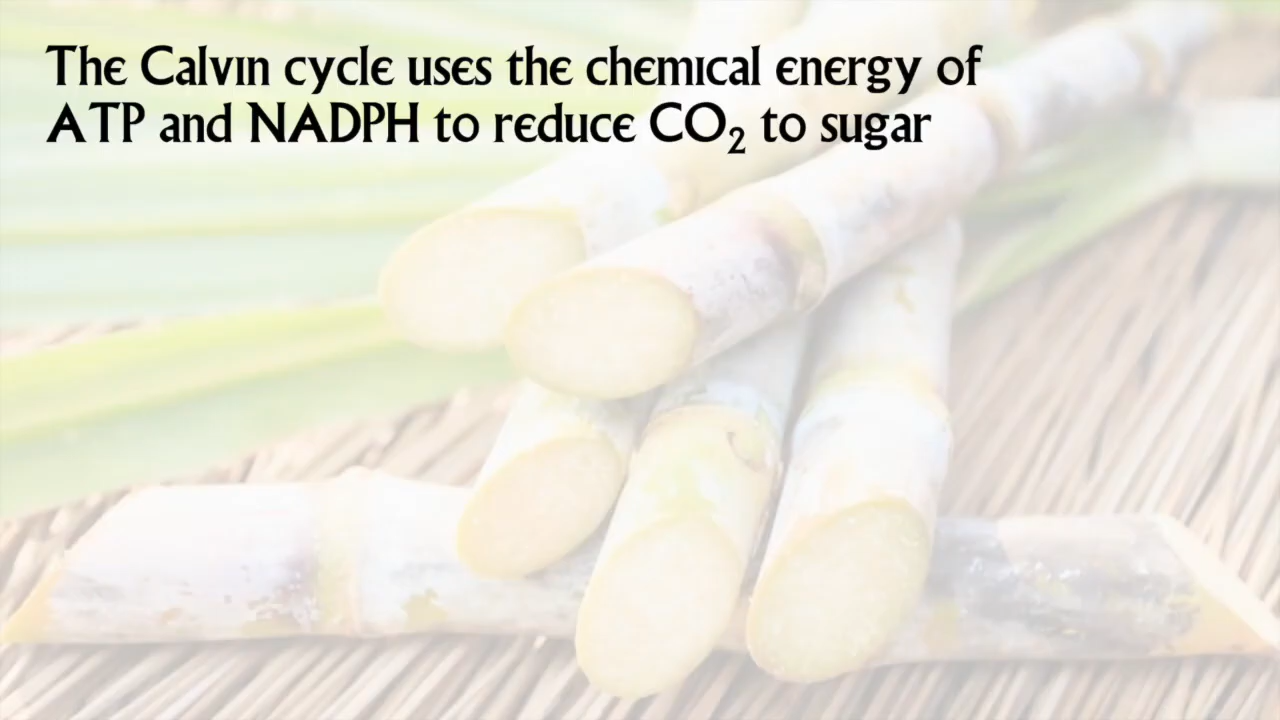 The Calvin cycle uses the chemical energy of
ATP and NADPH to reduce CO₂ to sugar